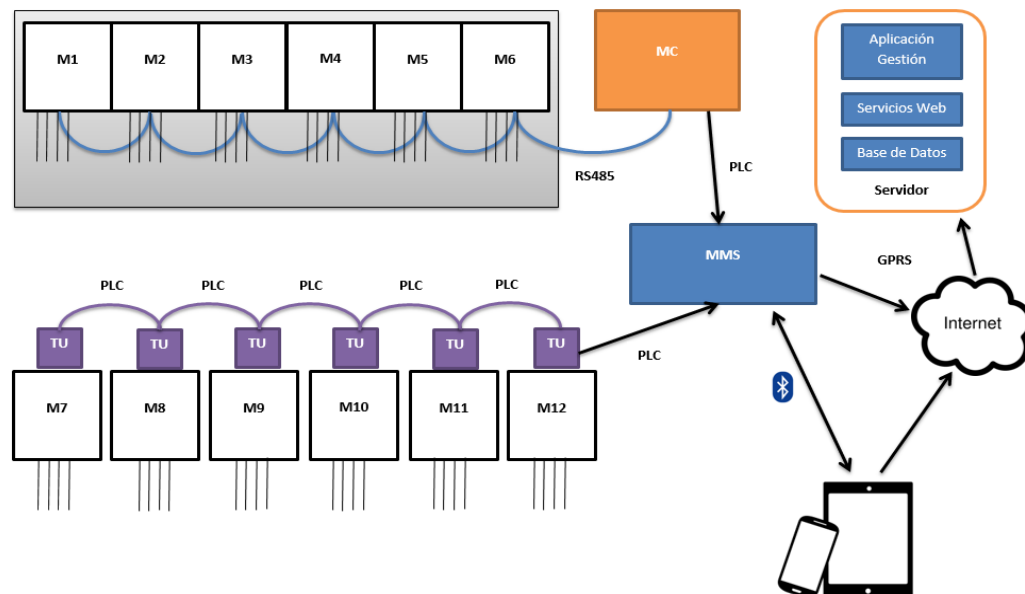 M1
M2
M3
M4
M5
M6
MC
Aplicación
Gestión
Servicios Web
Base de Datos
Servidor
RS485
PLC
MMS
GPRS
Internet
PLC
PLC
PLC
PLC
PLC
TU
TU
TU
TU
TU
TU
PLC
M7
M8
M9
M10
M11
M12